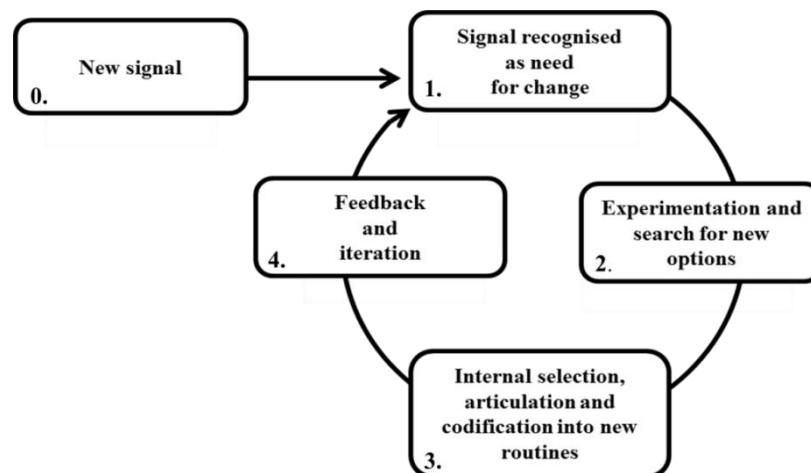 New signal
0.
Signal recognised
as need
for change
1.
Experimentation and
search for new
options
2.
Internal selection,
articulation and
codification into new
routines
3.
Feedback
and
iteration
4.